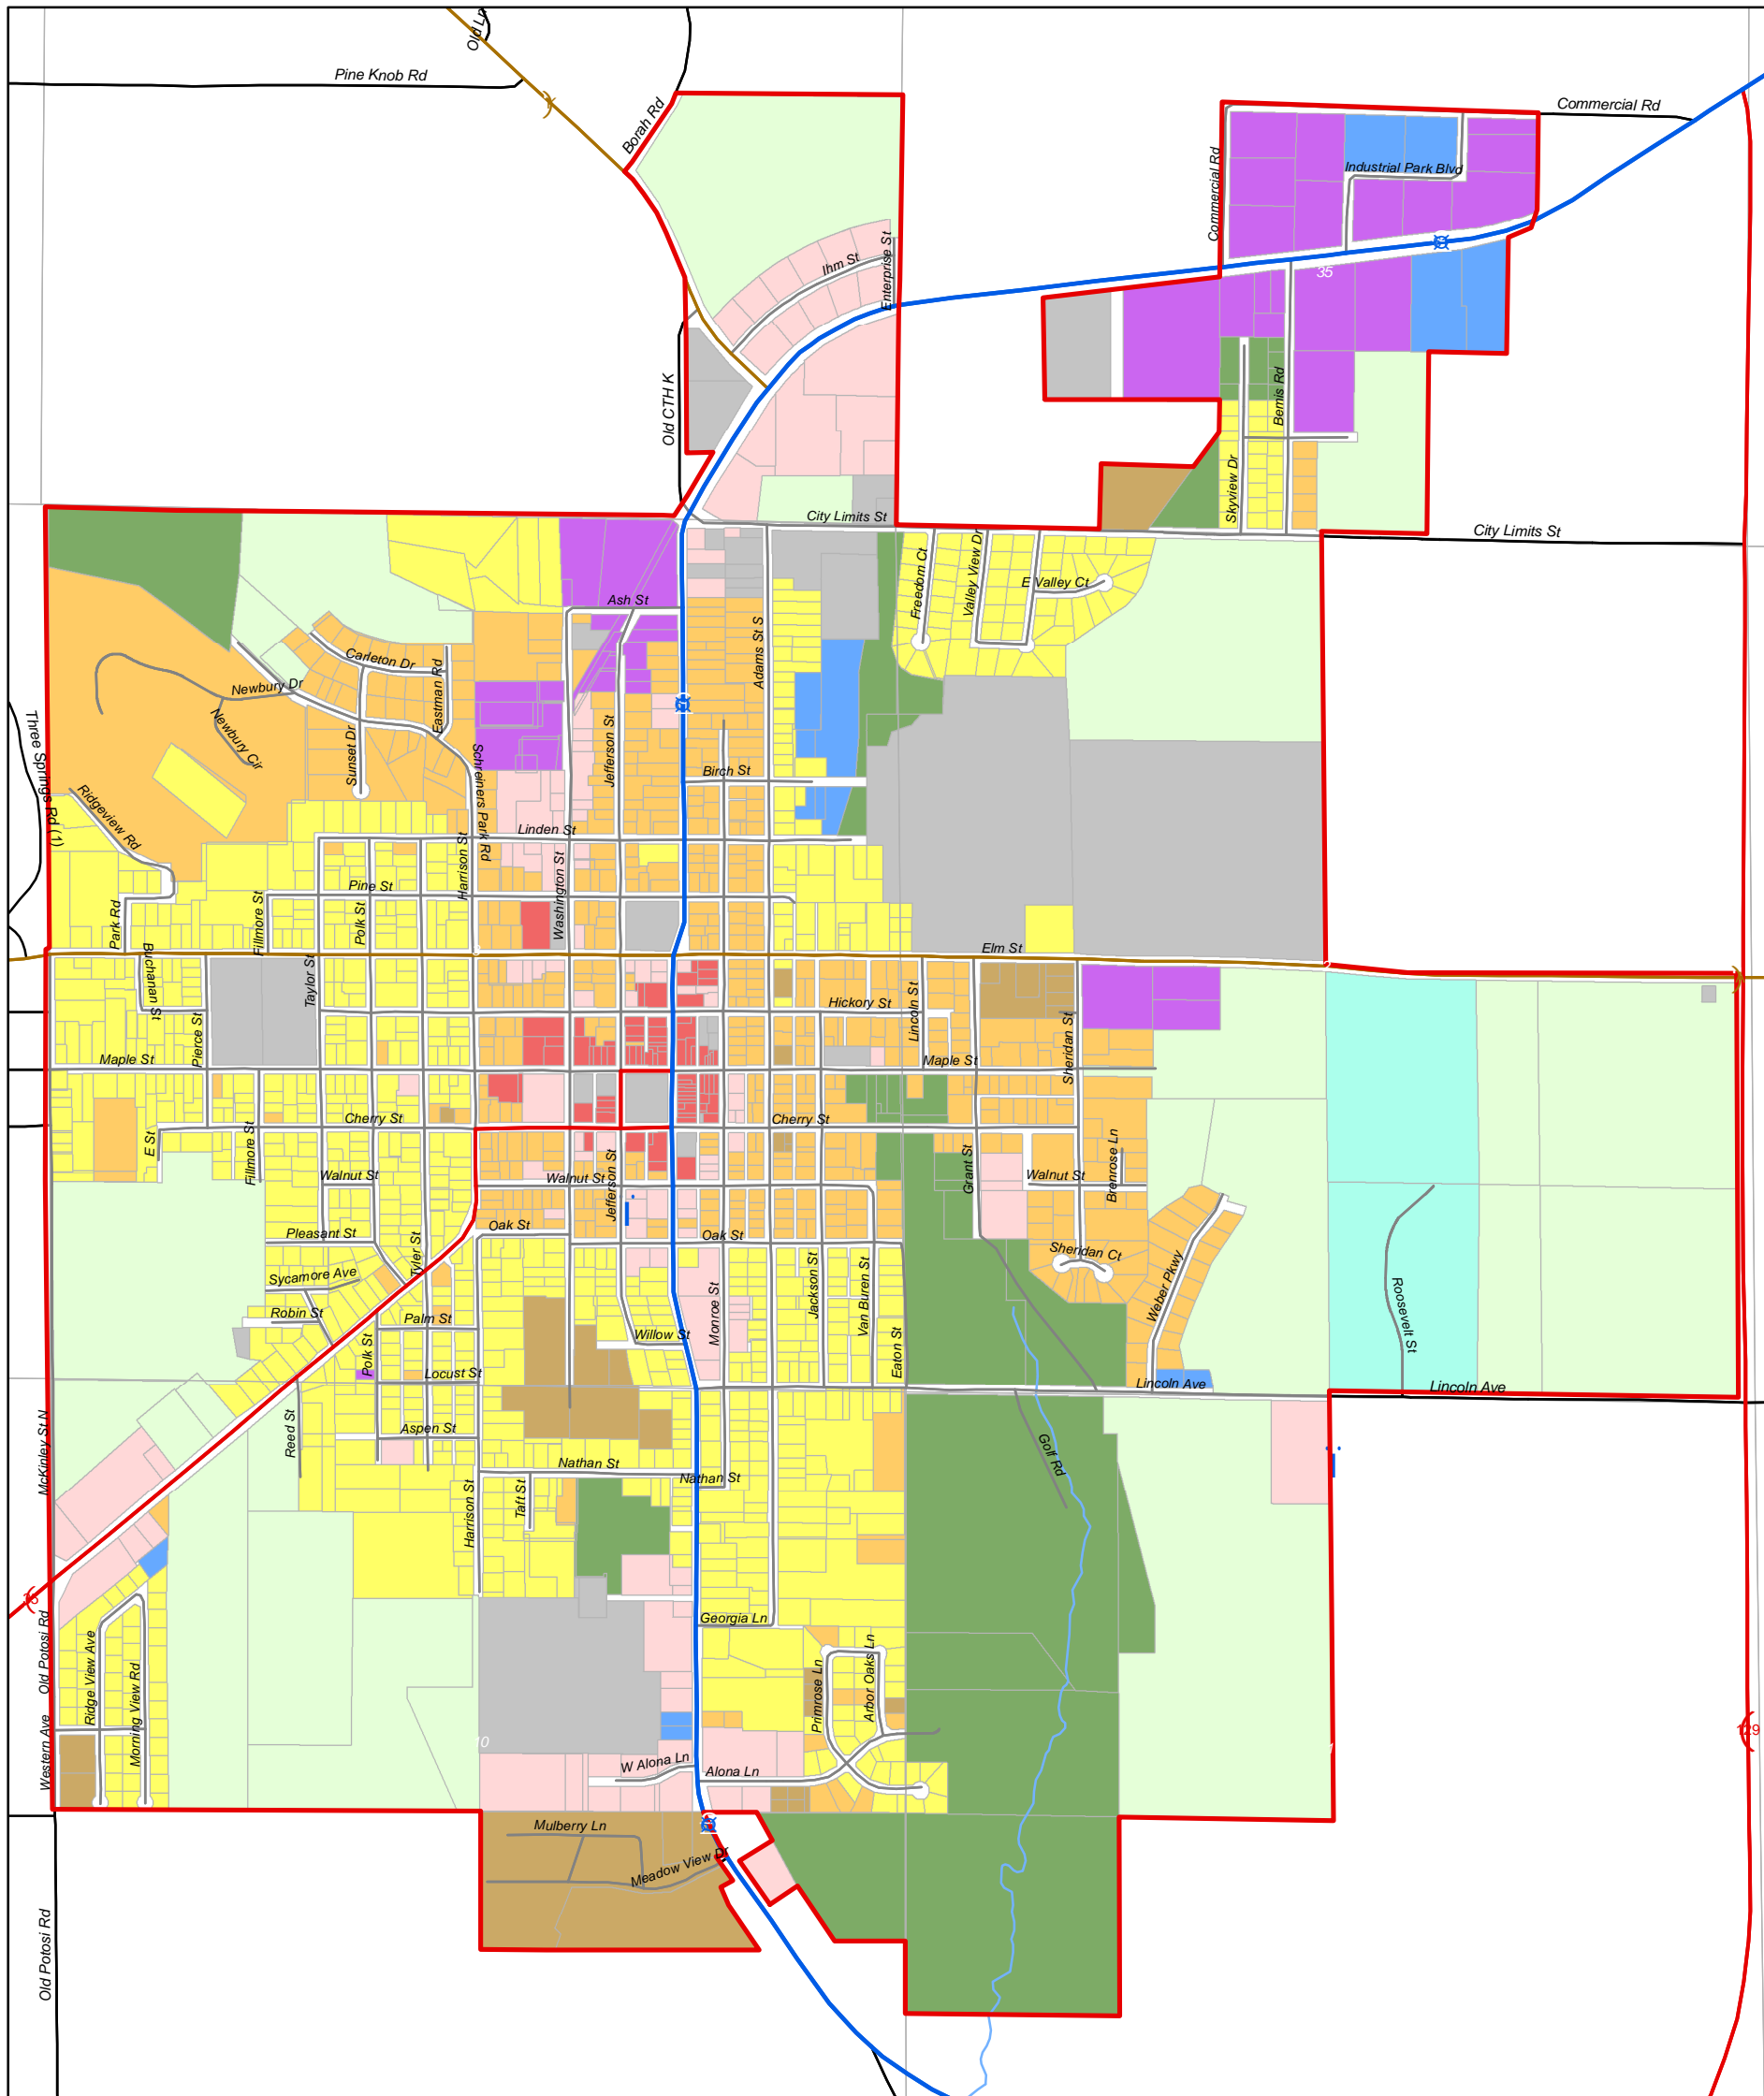 Old Ln
Pine Knob Rd
Borah Rd
Commercial Rd
Commercial Rd
Industrial Park Blvd
Ihm St
Enterprise St
35
Old CTH K
Bemis Rd
Skyview Dr
City Limits St
City Limits St
Freedom Ct
Valley View Dr
E Valley Ct
Ash St
Adams St S
Carleton Dr
Eastman Rd
Newbury Dr
Newbury Cir
Sunset Dr
Jefferson St
Schreiners Park Rd
Three Springs Rd (1)
Ridgeview Rd
Birch St
Linden St
Harrison St
Washington St
Pine St
Park Rd
Fillmore St
Polk St
Elm St
Buchanan St
Taylor St
Pierce St
Hickory St
Lincoln St
Sheridan St
Maple St
Maple St
Cherry St
Cherry St
E St
Fillmore St
Walnut St
Walnut St
Jefferson St
Grant St
Walnut St
Brenrose Ln
Pleasant St
Tyler St
Oak St
Oak St
Sheridan Ct
Weber Pkwy
Sycamore Ave
Robin St
Palm St
Polk St
Willow St
Monroe St
Jackson St
Van Buren St
Eaton St
Roosevelt St
Locust St
Lincoln Ave
Lincoln Ave
Reed St
Aspen St
McKinley St N
Nathan St
Nathan St
Golf Rd
Harrison St
Taft St
Georgia Ln
Old Potosi Rd
Ridge View Ave
Morning View Rd
Western Ave
Primrose Ln
Arbor Oaks Ln
W Alona Ln
Alona Ln
129
Mulberry Ln
Meadow View Dr
Old Potosi Rd